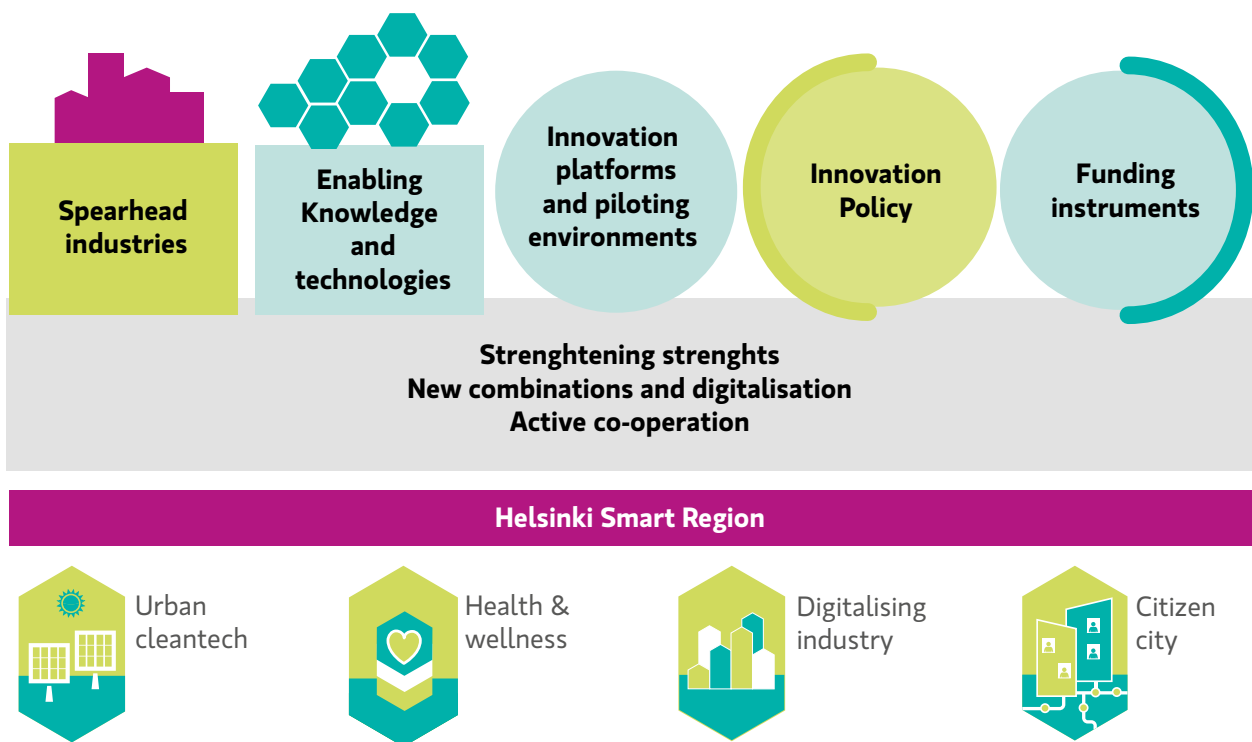 Spearhead
industries
Enabling
Knowledge
and
technologies
Innovation
platforms
and piloting
environments
Innovation
Policy
Funding
instruments
Strenghtening strenghts
New combinations and digitalisation
Active co-operation
Helsinki Smart Region
Urban
cleantech
Health &
wellness
Digitalising
industry
Citizen
city